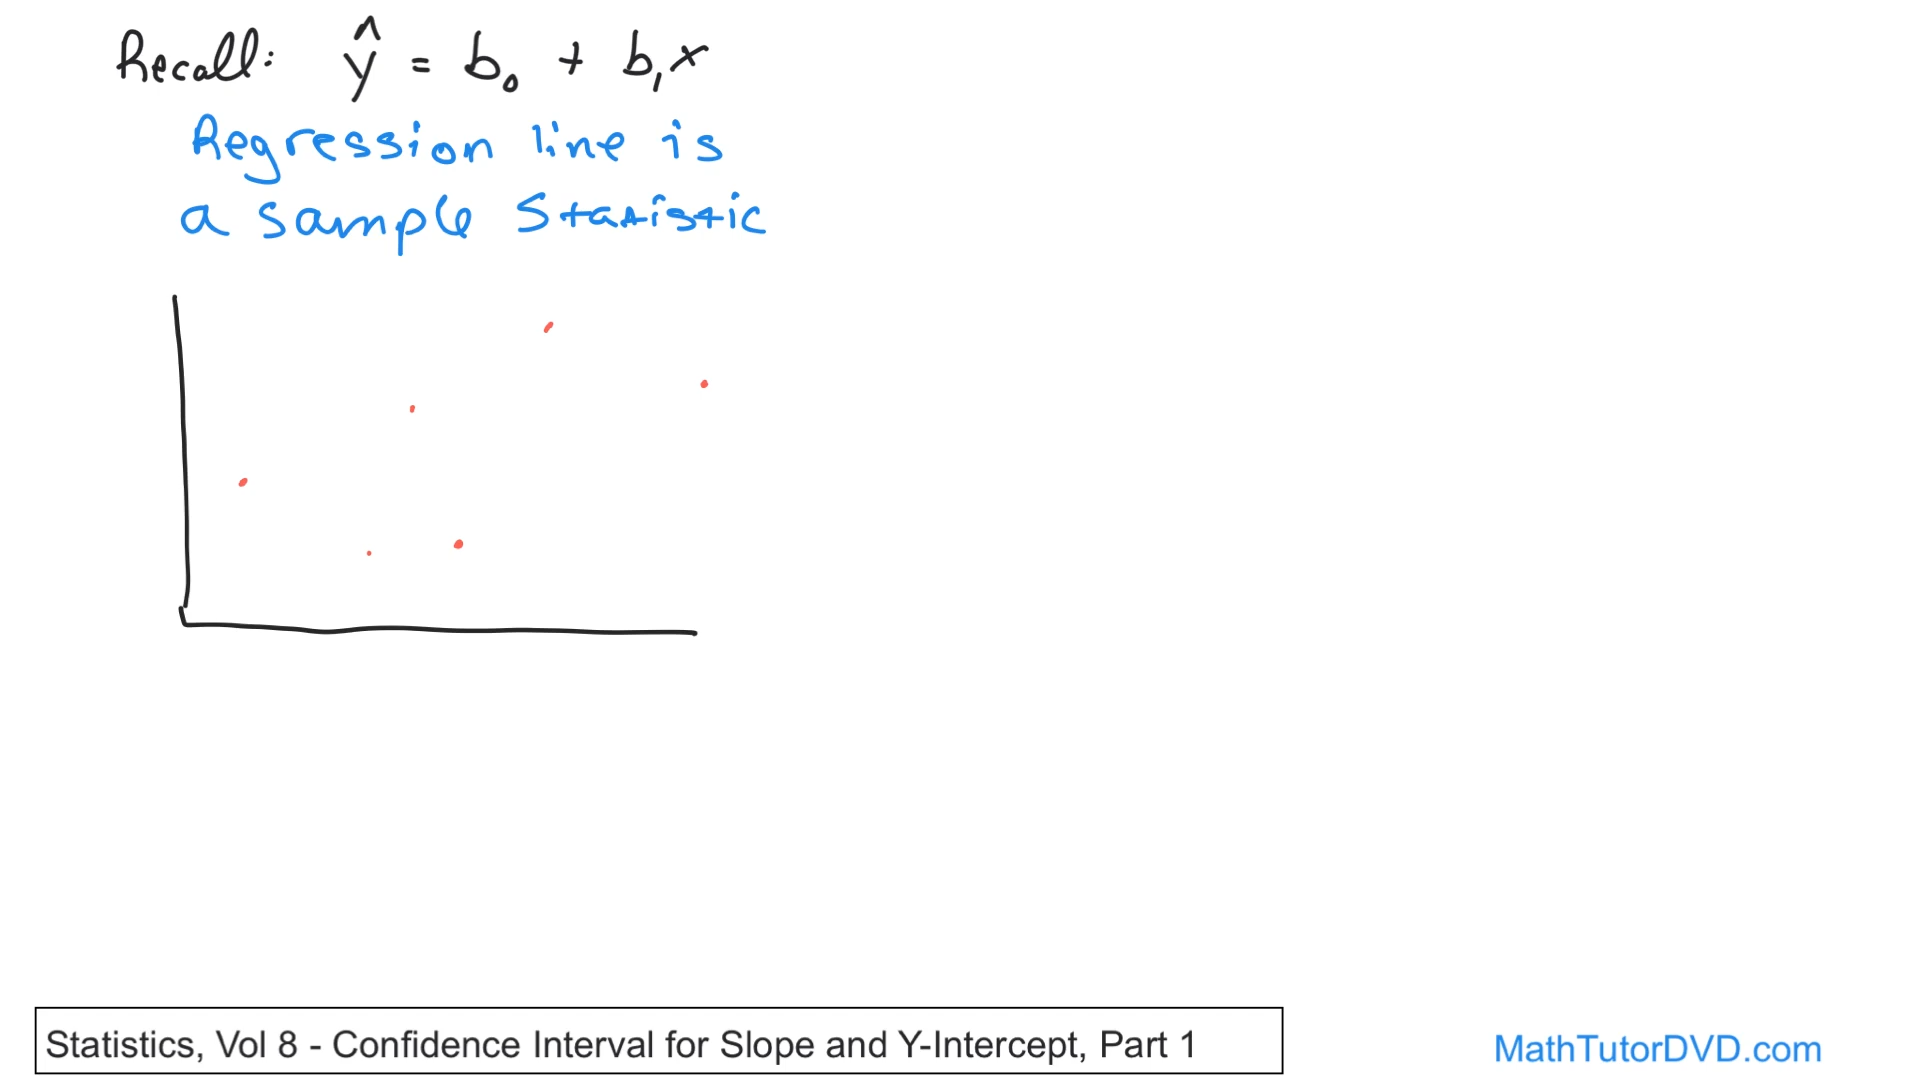 Recall: ŷ = b₀ + b₁x
Regression line is
a sample Statistic
Statistics, Vol 8 - Confidence Interval for Slope and Y-Intercept, Part 1
MathTutorDVD.com